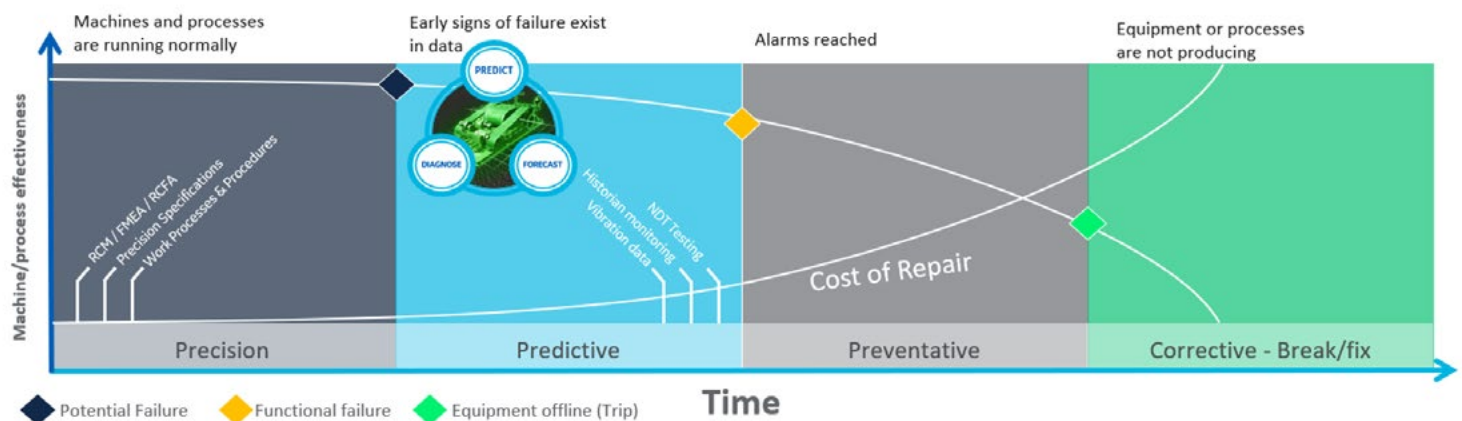 Machines and processes
are running normally
Early signs of failure exist
in data
Alarms reached
Equipment or processes
are not producing
Machine/process effectiveness
PREDICT
DIAGNOSE
FORECAST
RCM / FMEA / RCFA
Precision Specifications
Work Processes & Procedures
Vibration data
Historian monitoring
NDT Testing
Cost of Repair
Precision
Predictive
Preventative
Corrective - Break/fix
Time
Potential Failure
Functional failure
Equipment offline (Trip)